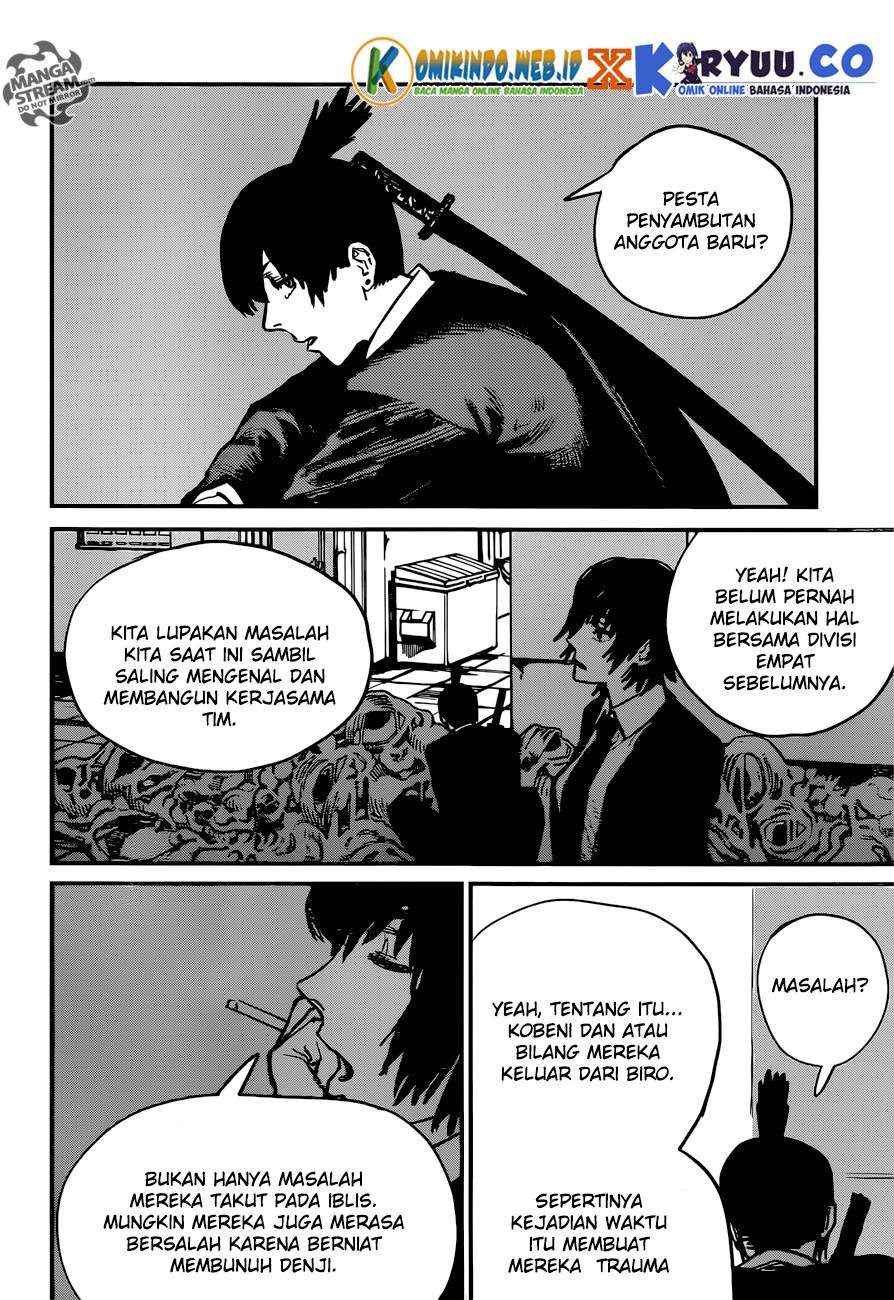 MANGA
STREAM.com
DO NOT MIRROR!
KOMIKINDO.WEB.ID X KIRYUU.CO
BACA MANGA ONLINE BAHASA INDONESIA
KOMIK ONLINE BAHASA INDONESIA
PESTA
PENYAMBUTAN
ANGGOTA BARU?
YEAH! KITA
BELUM PERNAH
MELAKUKAN HAL
BERSAMA DIVISI
EMPAT
SEBELUMNYA.
KITA LUPAKAN MASALAH
KITA SAAT INI SAMBIL
SALING MENGENAL DAN
MEMBANGUN KERJASAMA
TIM.
MASALAH?
YEAH, TENTANG ITU...
KOBENI DAN ATAU
BILANG MEREKA
KELUAR DARI BIRO.
SEPERTINYA
KEJADIAN WAKTU
ITU MEMBUAT
MEREKA TRAUMA
BUKAN HANYA MASALAH
MEREKA TAKUT PADA IBLIS.
MUNGKIN MEREKA JUGA MERASA
BERSALAH KARENA BERNIAT
MEMBUNUH DENJI.